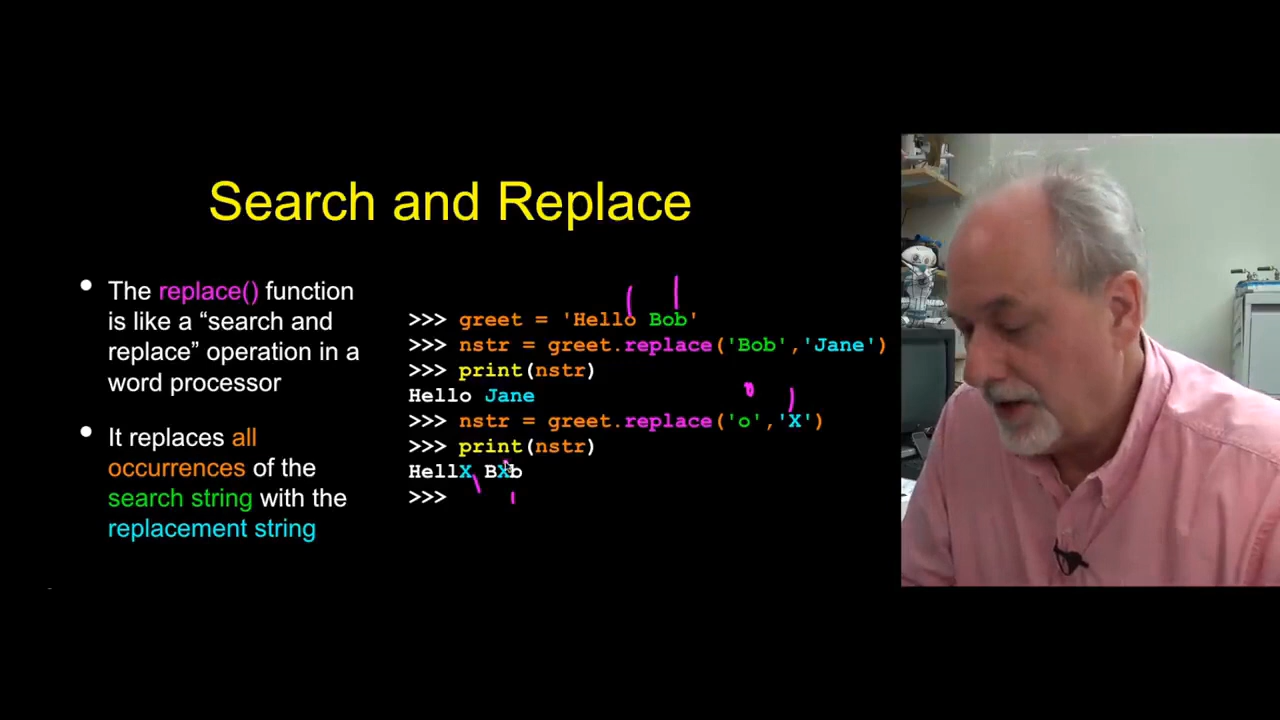 Search and Replace
• The replace() function
is like a “search and
replace” operation in a
word processor
• It replaces all
occurrences of the
search string with the
replacement string
>>> greet = 'Hello Bob'
>>> nstr = greet.replace('Bob','Jane')
>>> print(nstr)
Hello Jane
>>> nstr = greet.replace('o','X')
>>> print(nstr)
HellX BXb
>>>